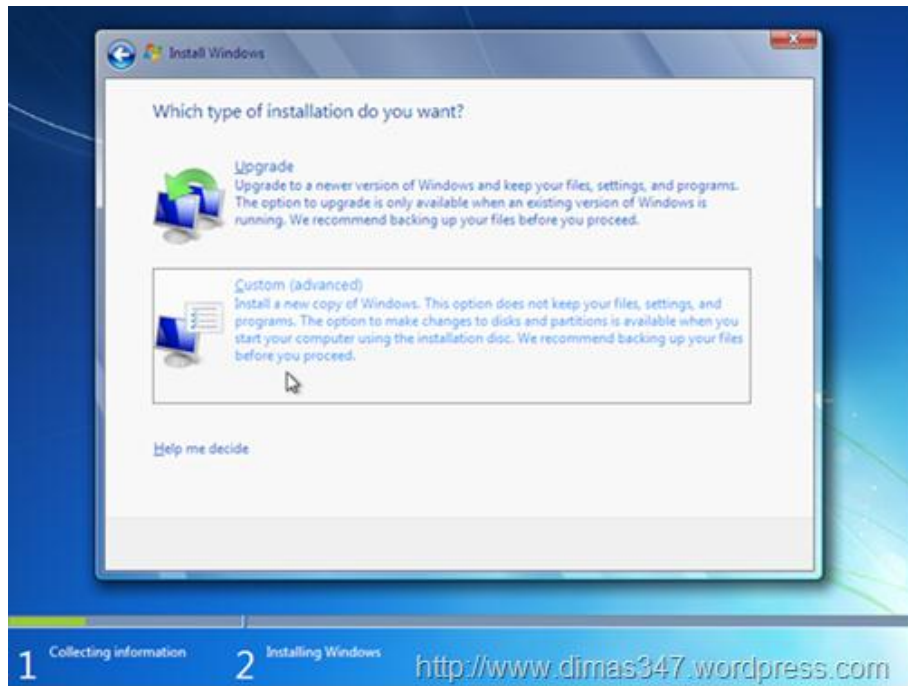 Install Windows
Which type of installation do you want?
Upgrade
Upgrade to a newer version of Windows and keep your files, settings, and programs.
The option to upgrade is only available when an existing version of Windows is
running. We recommend backing up your files before you proceed.
Custom (advanced)
Install a new copy of Windows. This option does not keep your files, settings, and
programs. The option to make changes to disks and partitions is available when you
start your computer using the installation disc. We recommend backing up your files
before you proceed.
Help me decide
1 Collecting information
2 Installing Windows
http://www.dimas347.wordpress.com